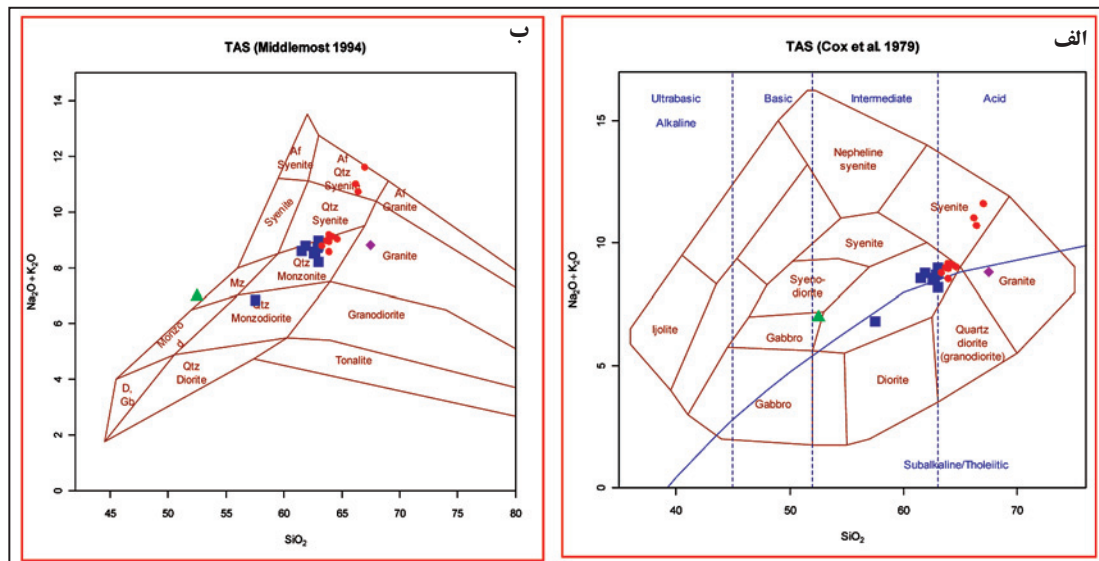 ب
TAS (Middlemost 1994)
Na₂O+K₂O
14
12
10
8
6
4
2
0
Af
Syenite
Af
Qtz
Syenite
Af
Granite
Syenite
Qtz
Syenite
Qtz
Monzonite
Granite
Mz
Monzo
d
Qtz
Monzodiorite
Granodiorite
Tonalite
Qtz
Diorite
D,
Gb
45
50
55
60
65
70
75
80
SiO₂
الف
TAS (Cox et al. 1979)
Na₂O+K₂O
15
10
5
0
Ultrabasic
Basic
Intermediate
Acid
Alkaline
Nepheline
syenite
Syenite
Syenite
Syeno-
diorite
Granite
Ijolite
Gabbro
Quartz
diorite
(granodiorite)
Diorite
Gabbro
Subalkaline/Tholeiitic
40
50
60
70
SiO₂